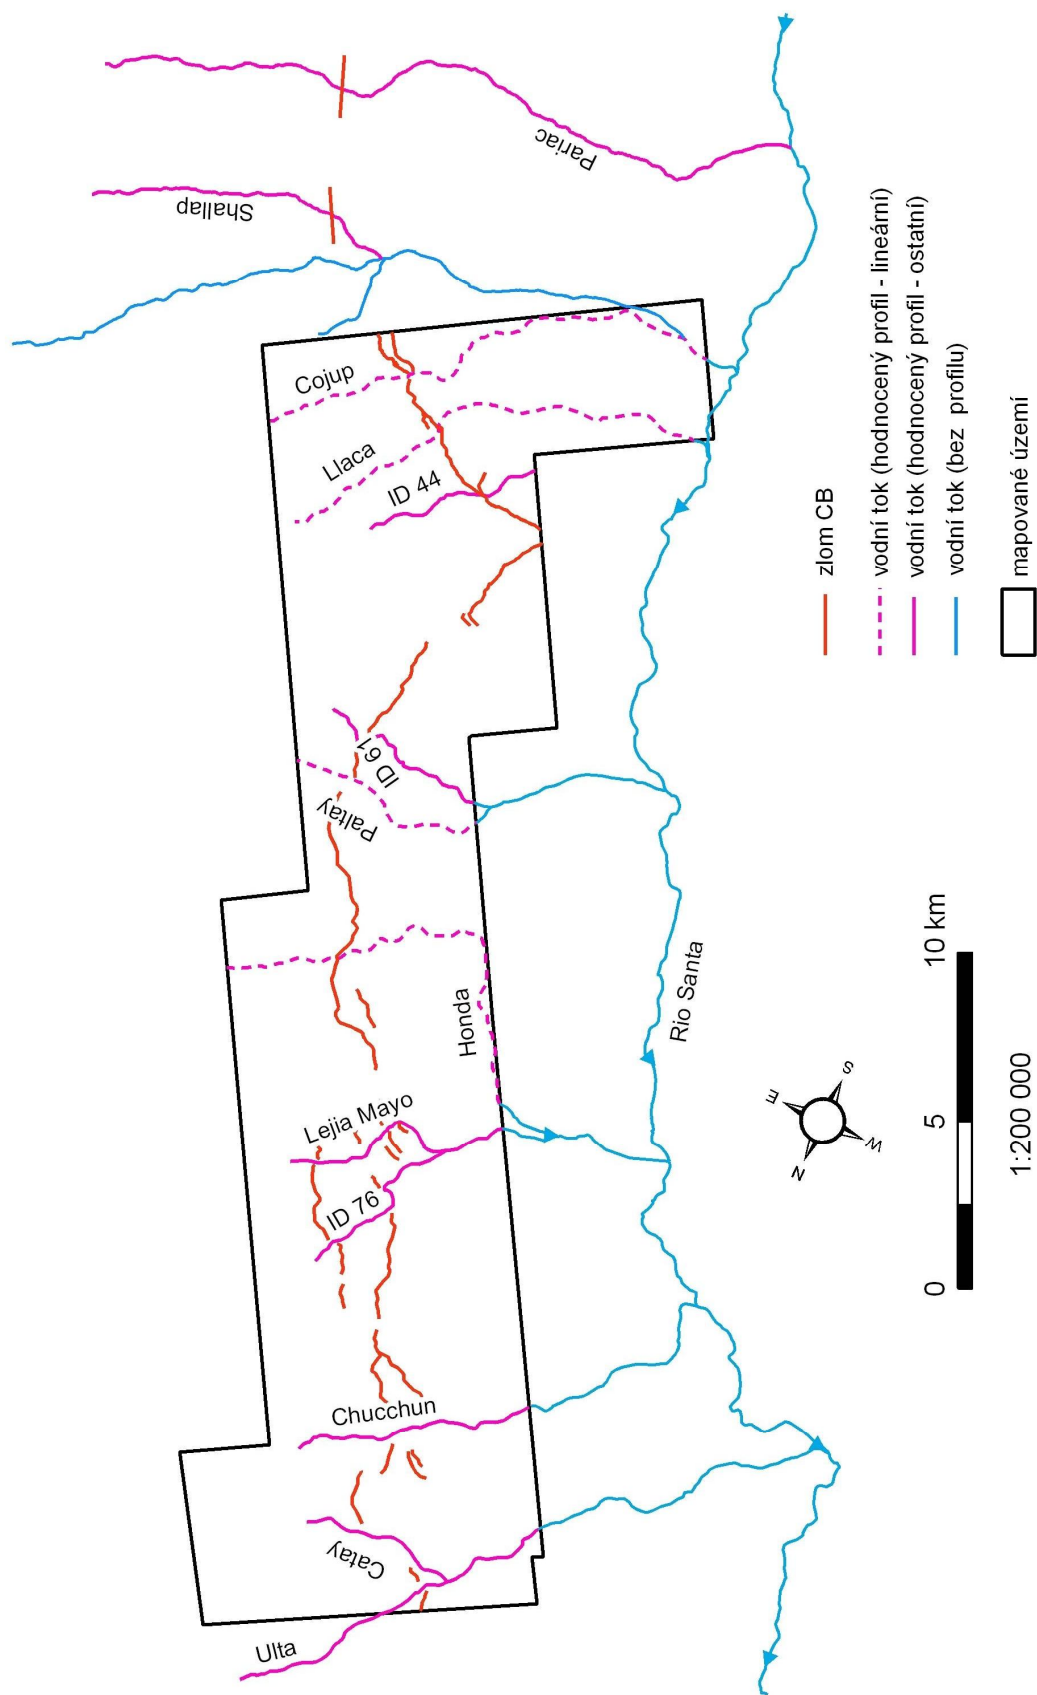 Ulta
Catay
Chucchun
ID 76
Lejia Mayo
Honda
Paltay
ID 61
ID 44
Llaca
Cojup
Shallap
Pariac
Rio Santa
N
E
S
W
0
5
10 km
1:200 000
zlom CB
vodní tok (hodnocený profil - lineární)
vodní tok (hodnocený profil - ostatní)
vodní tok (bez profilu)
mapované území